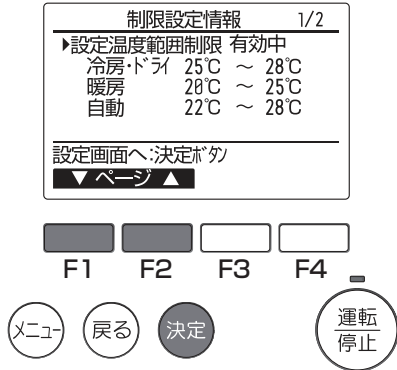 制限設定情報 1/2
▶設定温度範囲制限 有効中
冷房・ドライ 25℃ ～ 28℃
暖房 20℃ ～ 25℃
自動 22℃ ～ 28℃
設定画面へ:決定ボタン
▼ ページ ▲
F1 F2 F3 F4
メニュー 戻る 決定 運転
停止